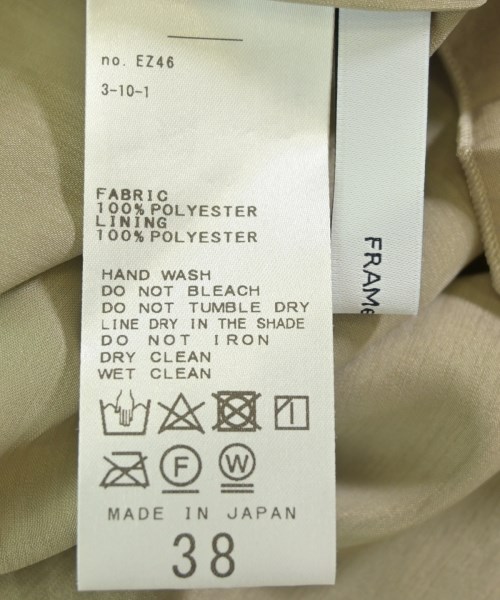 no. EZ46
3-10-1
FABRIC
100%POLYESTER
LINING
100%POLYESTER
HAND WASH
DO NOT BLEACH
DO NOT TUMBLE DRY
LINE DRY IN THE SHADE
DO NOT IRON
DRY CLEAN
WET CLEAN
F W
MADE IN JAPAN
38